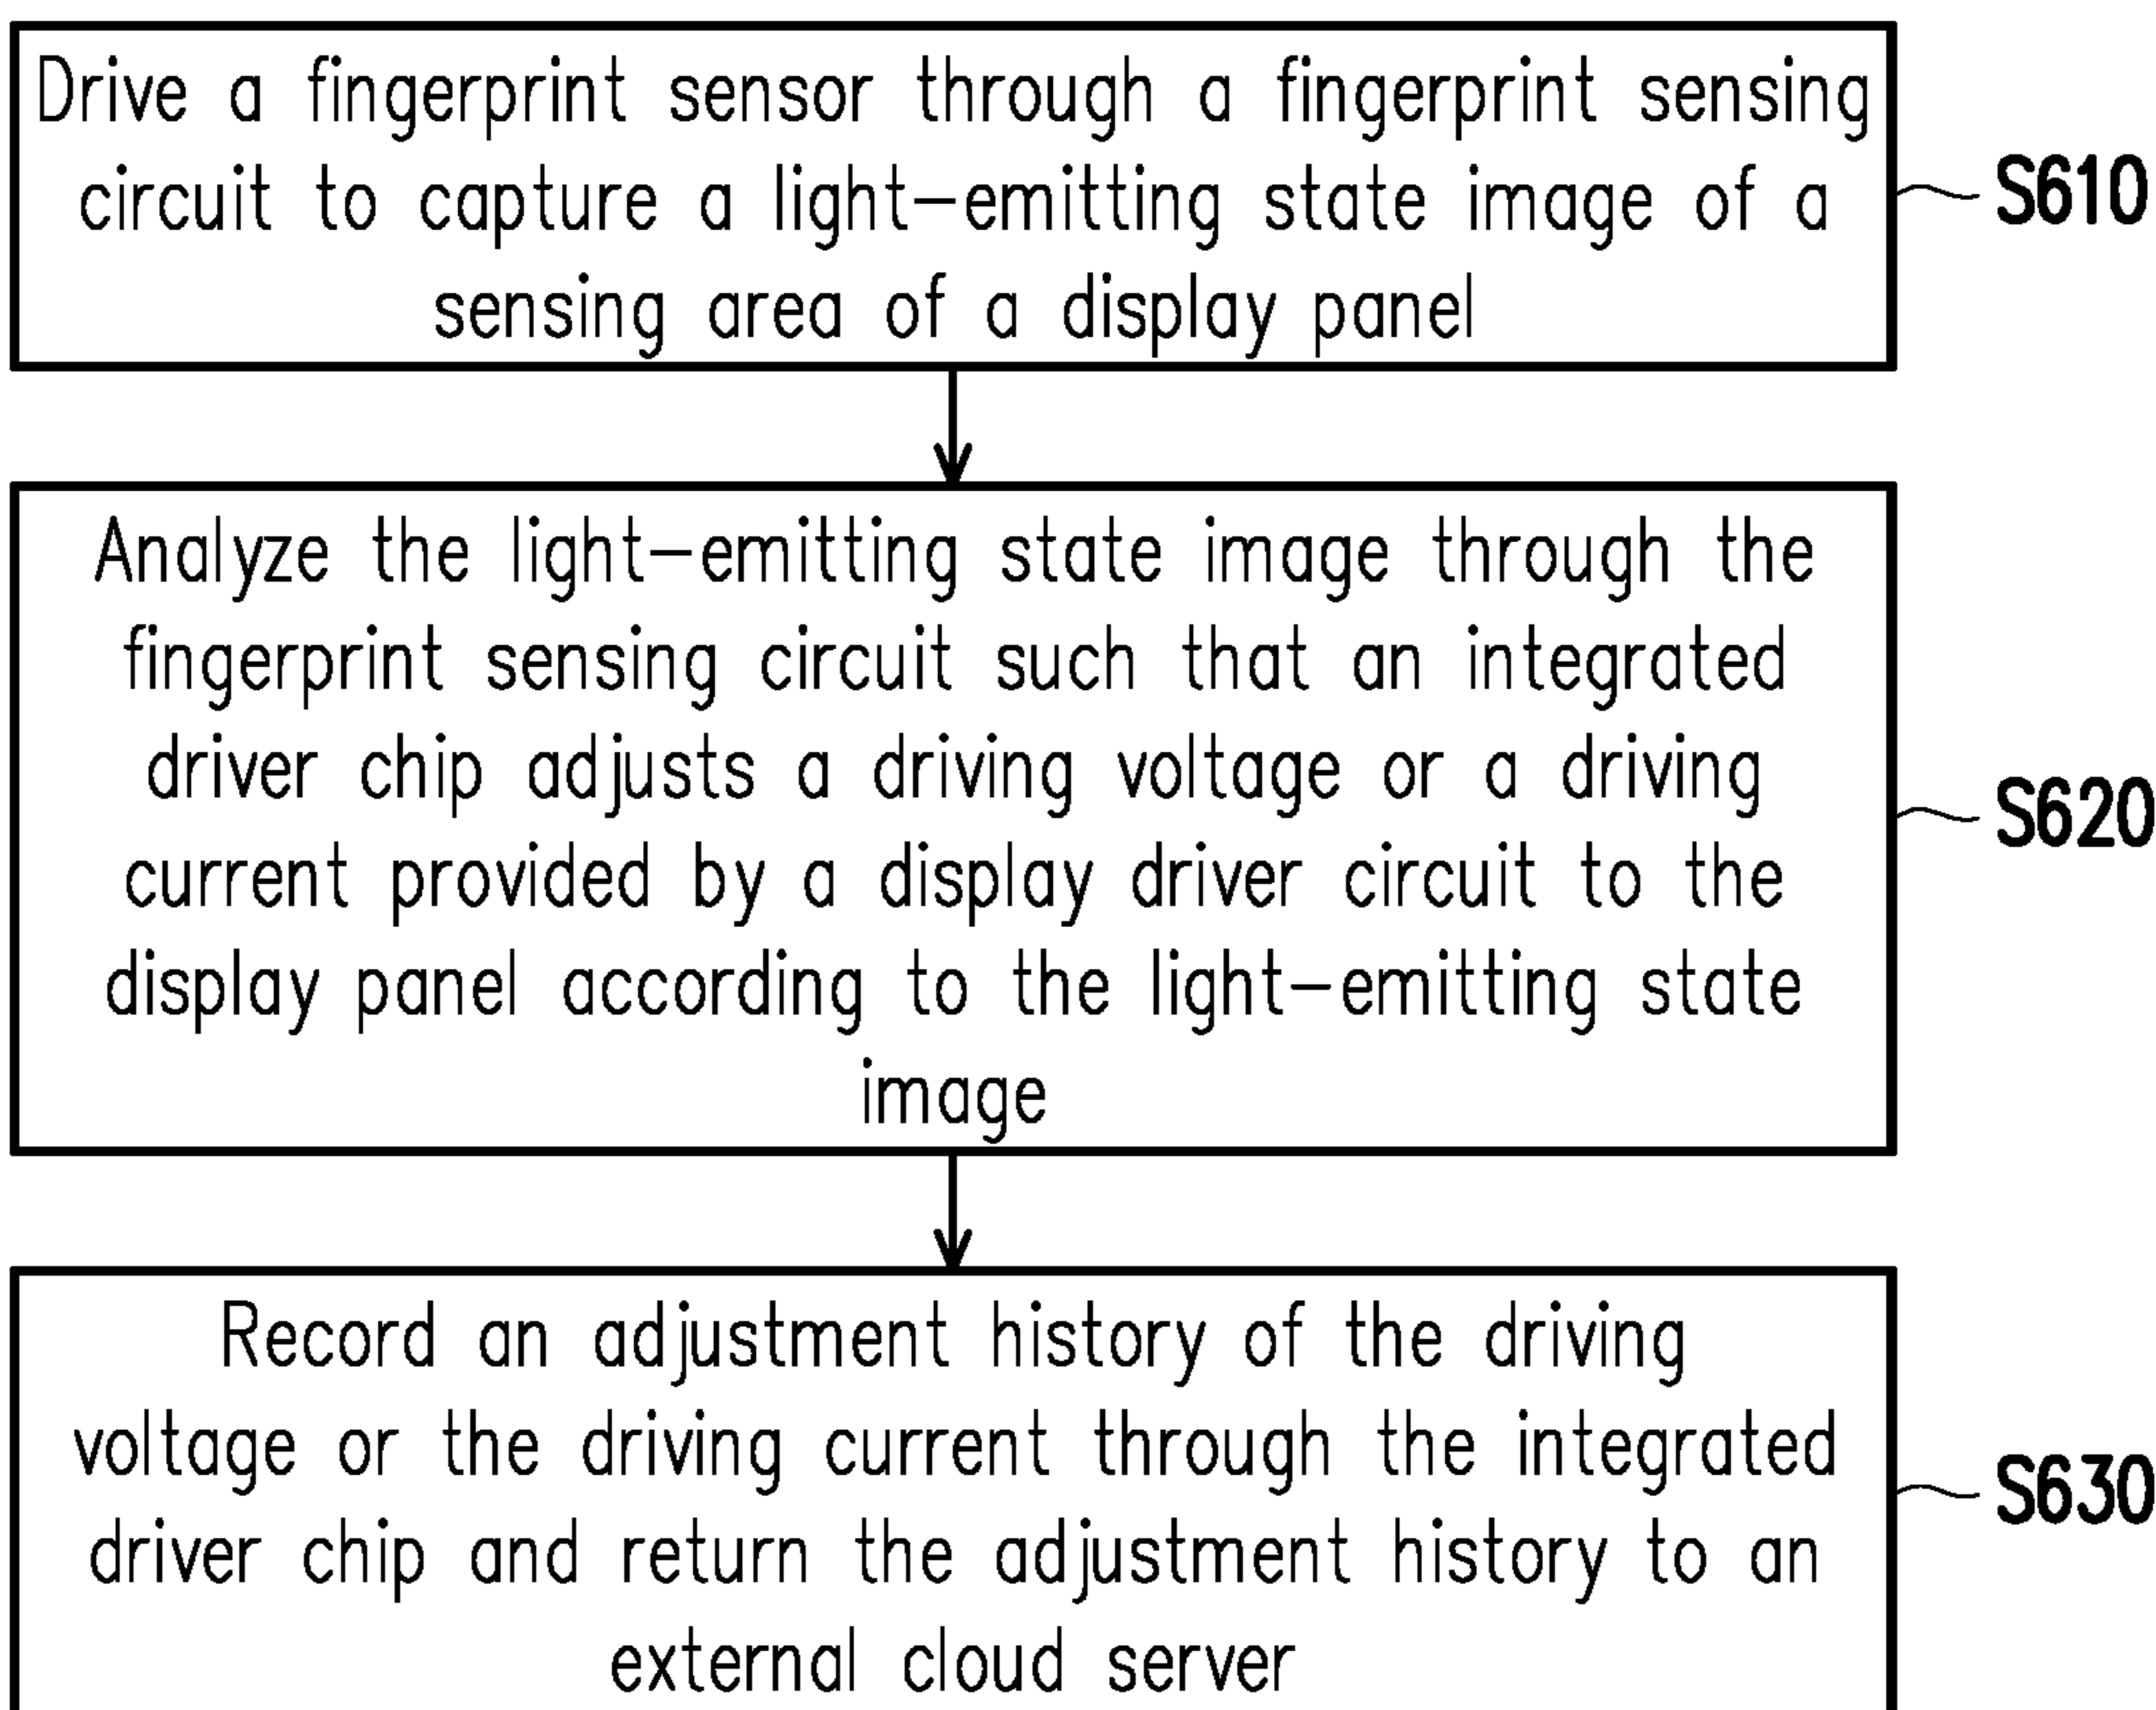 Drive a fingerprint sensor through a fingerprint sensing
circuit to capture a light-emitting state image of a
sensing area of a display panel
S610
Analyze the light-emitting state image through the
fingerprint sensing circuit such that an integrated
driver chip adjusts a driving voltage or a driving
current provided by a display driver circuit to the
display panel according to the light-emitting state
image
S620
Record an adjustment history of the driving
voltage or the driving current through the integrated
driver chip and return the adjustment history to an
external cloud server
S630